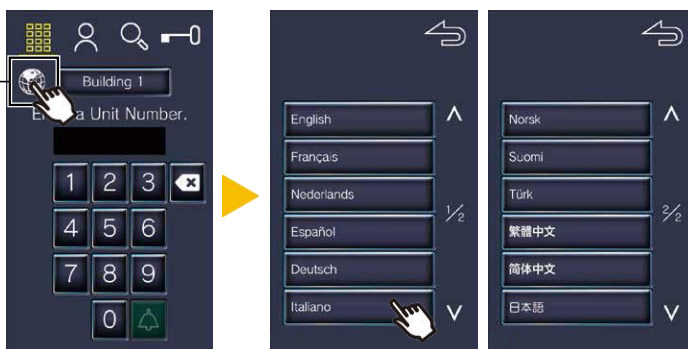 Building 1
Enter a Unit Number.
1 2 3
4 5 6
7 8 9
0
English
Français
Nederlands
Español
Deutsch
Italiano
1/2
Norsk
Suomi
Türk
繁體中文
简体中文
日本語
2/2